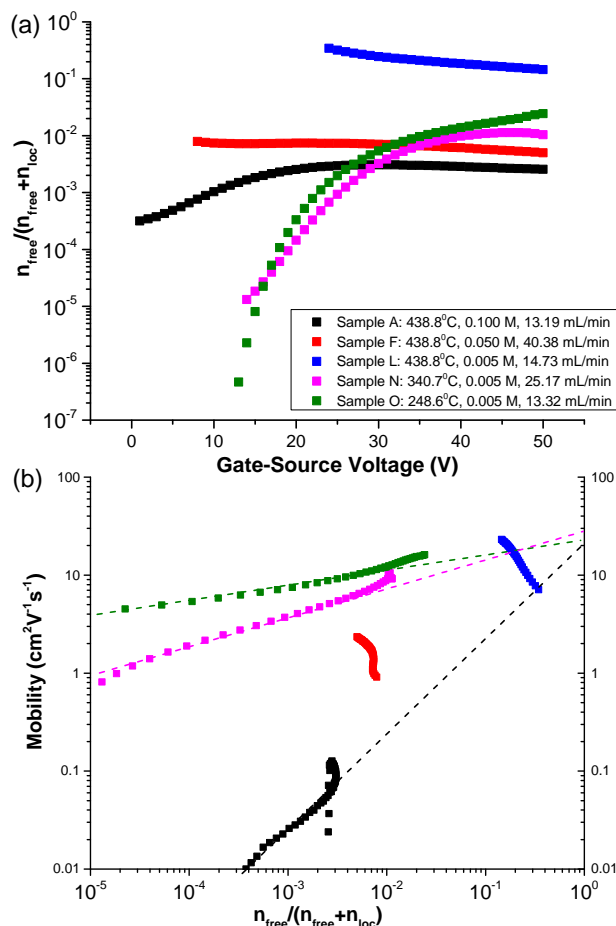 (a)
10⁰
10⁻¹
10⁻²
10⁻³
10⁻⁴
10⁻⁵
10⁻⁶
10⁻⁷
n_free/(n_free+n_loc)
Sample A: 438.8⁰C, 0.100 M, 13.19 mL/min
Sample F: 438.8⁰C, 0.050 M, 40.38 mL/min
Sample L: 438.8⁰C, 0.005 M, 14.73 mL/min
Sample N: 340.7⁰C, 0.005 M, 25.17 mL/min
Sample O: 248.6⁰C, 0.005 M, 13.32 mL/min
0 10 20 30 40 50
Gate-Source Voltage (V)
(b)
100 100
10 10
1 1
0.1 0.1
0.01 0.01
Mobility (cm²V⁻¹s⁻¹)
10⁻⁵ 10⁻⁴ 10⁻³ 10⁻² 10⁻¹ 10⁰
n_free/(n_free+n_loc)